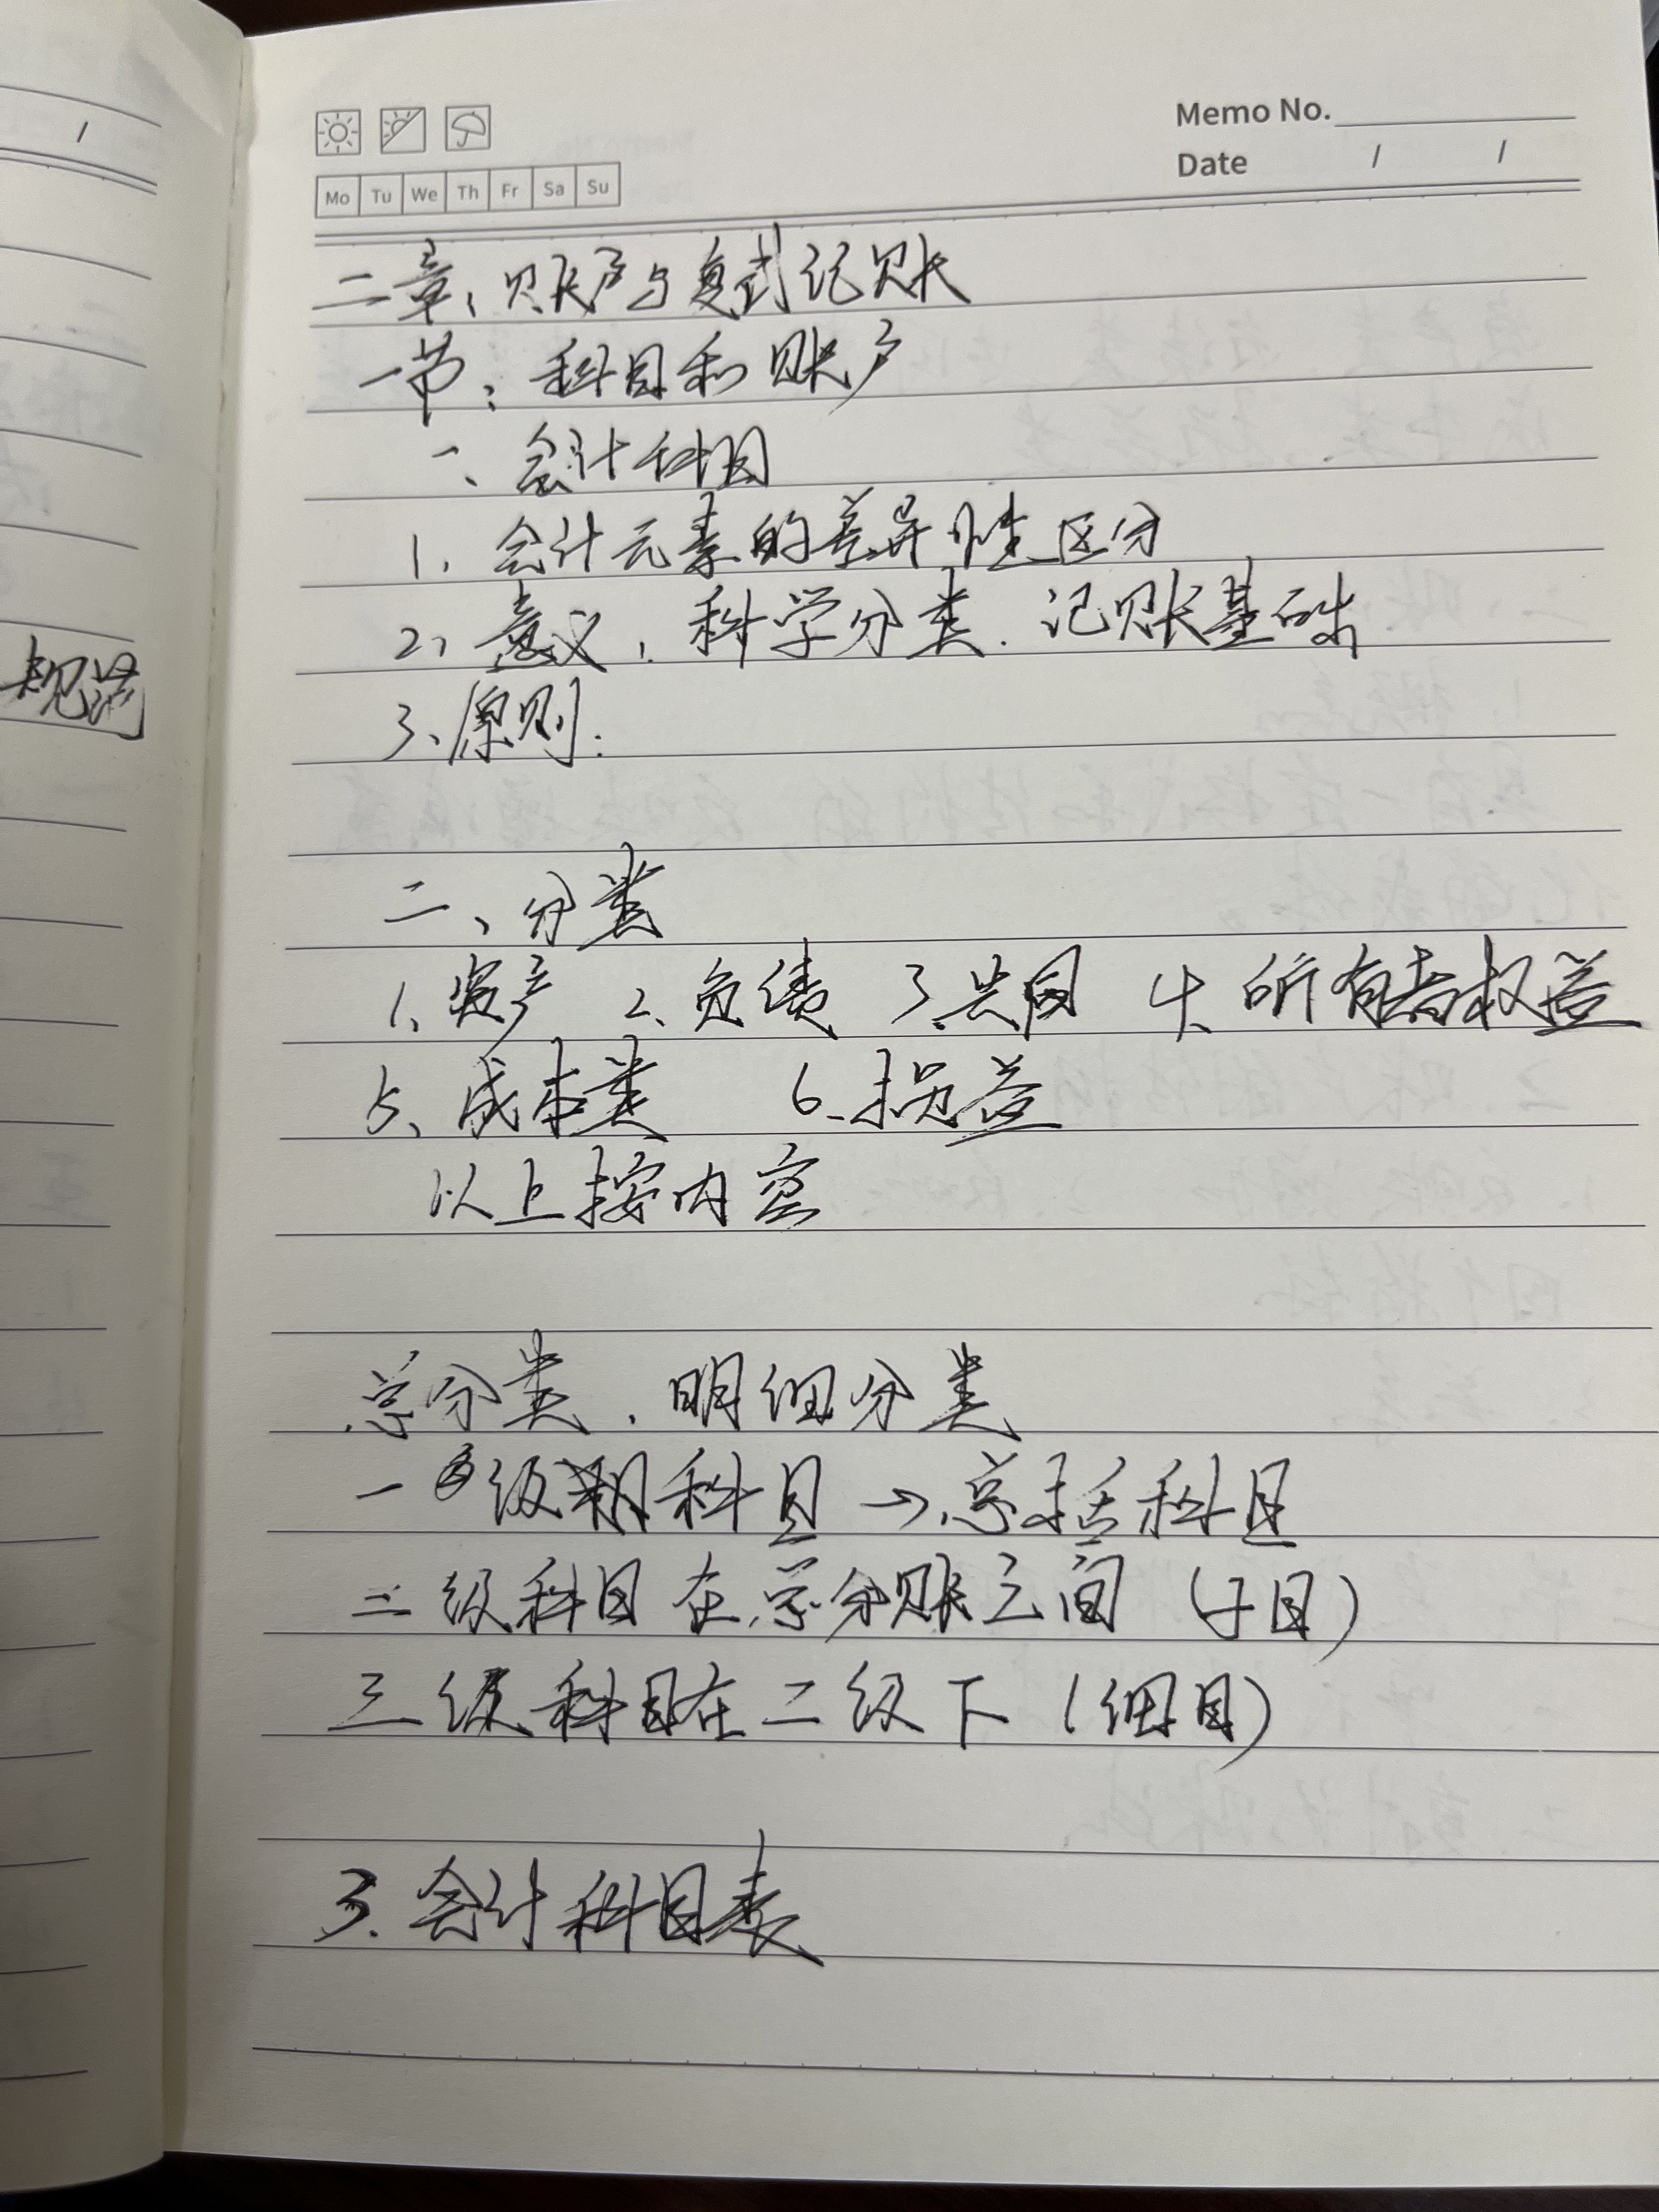 /
规范
Memo No.
Date / /
Mo Tu We Th Fr Sa Su
二章、账户与复式记账
一节：科目和账户
一、会计科目
1、会计元素的差异性区分
2、意义：科学分类、记账基础
3、原则：
二、分类
1、资产 2、负债 3、共同 4、所有者权益
5、成本类 6、损益
以上按内容
总分类、明细分类
一级科目→总括科目
二级科目在总分账之间（子目）
三级科目在二级下（细目）
3、会计科目表